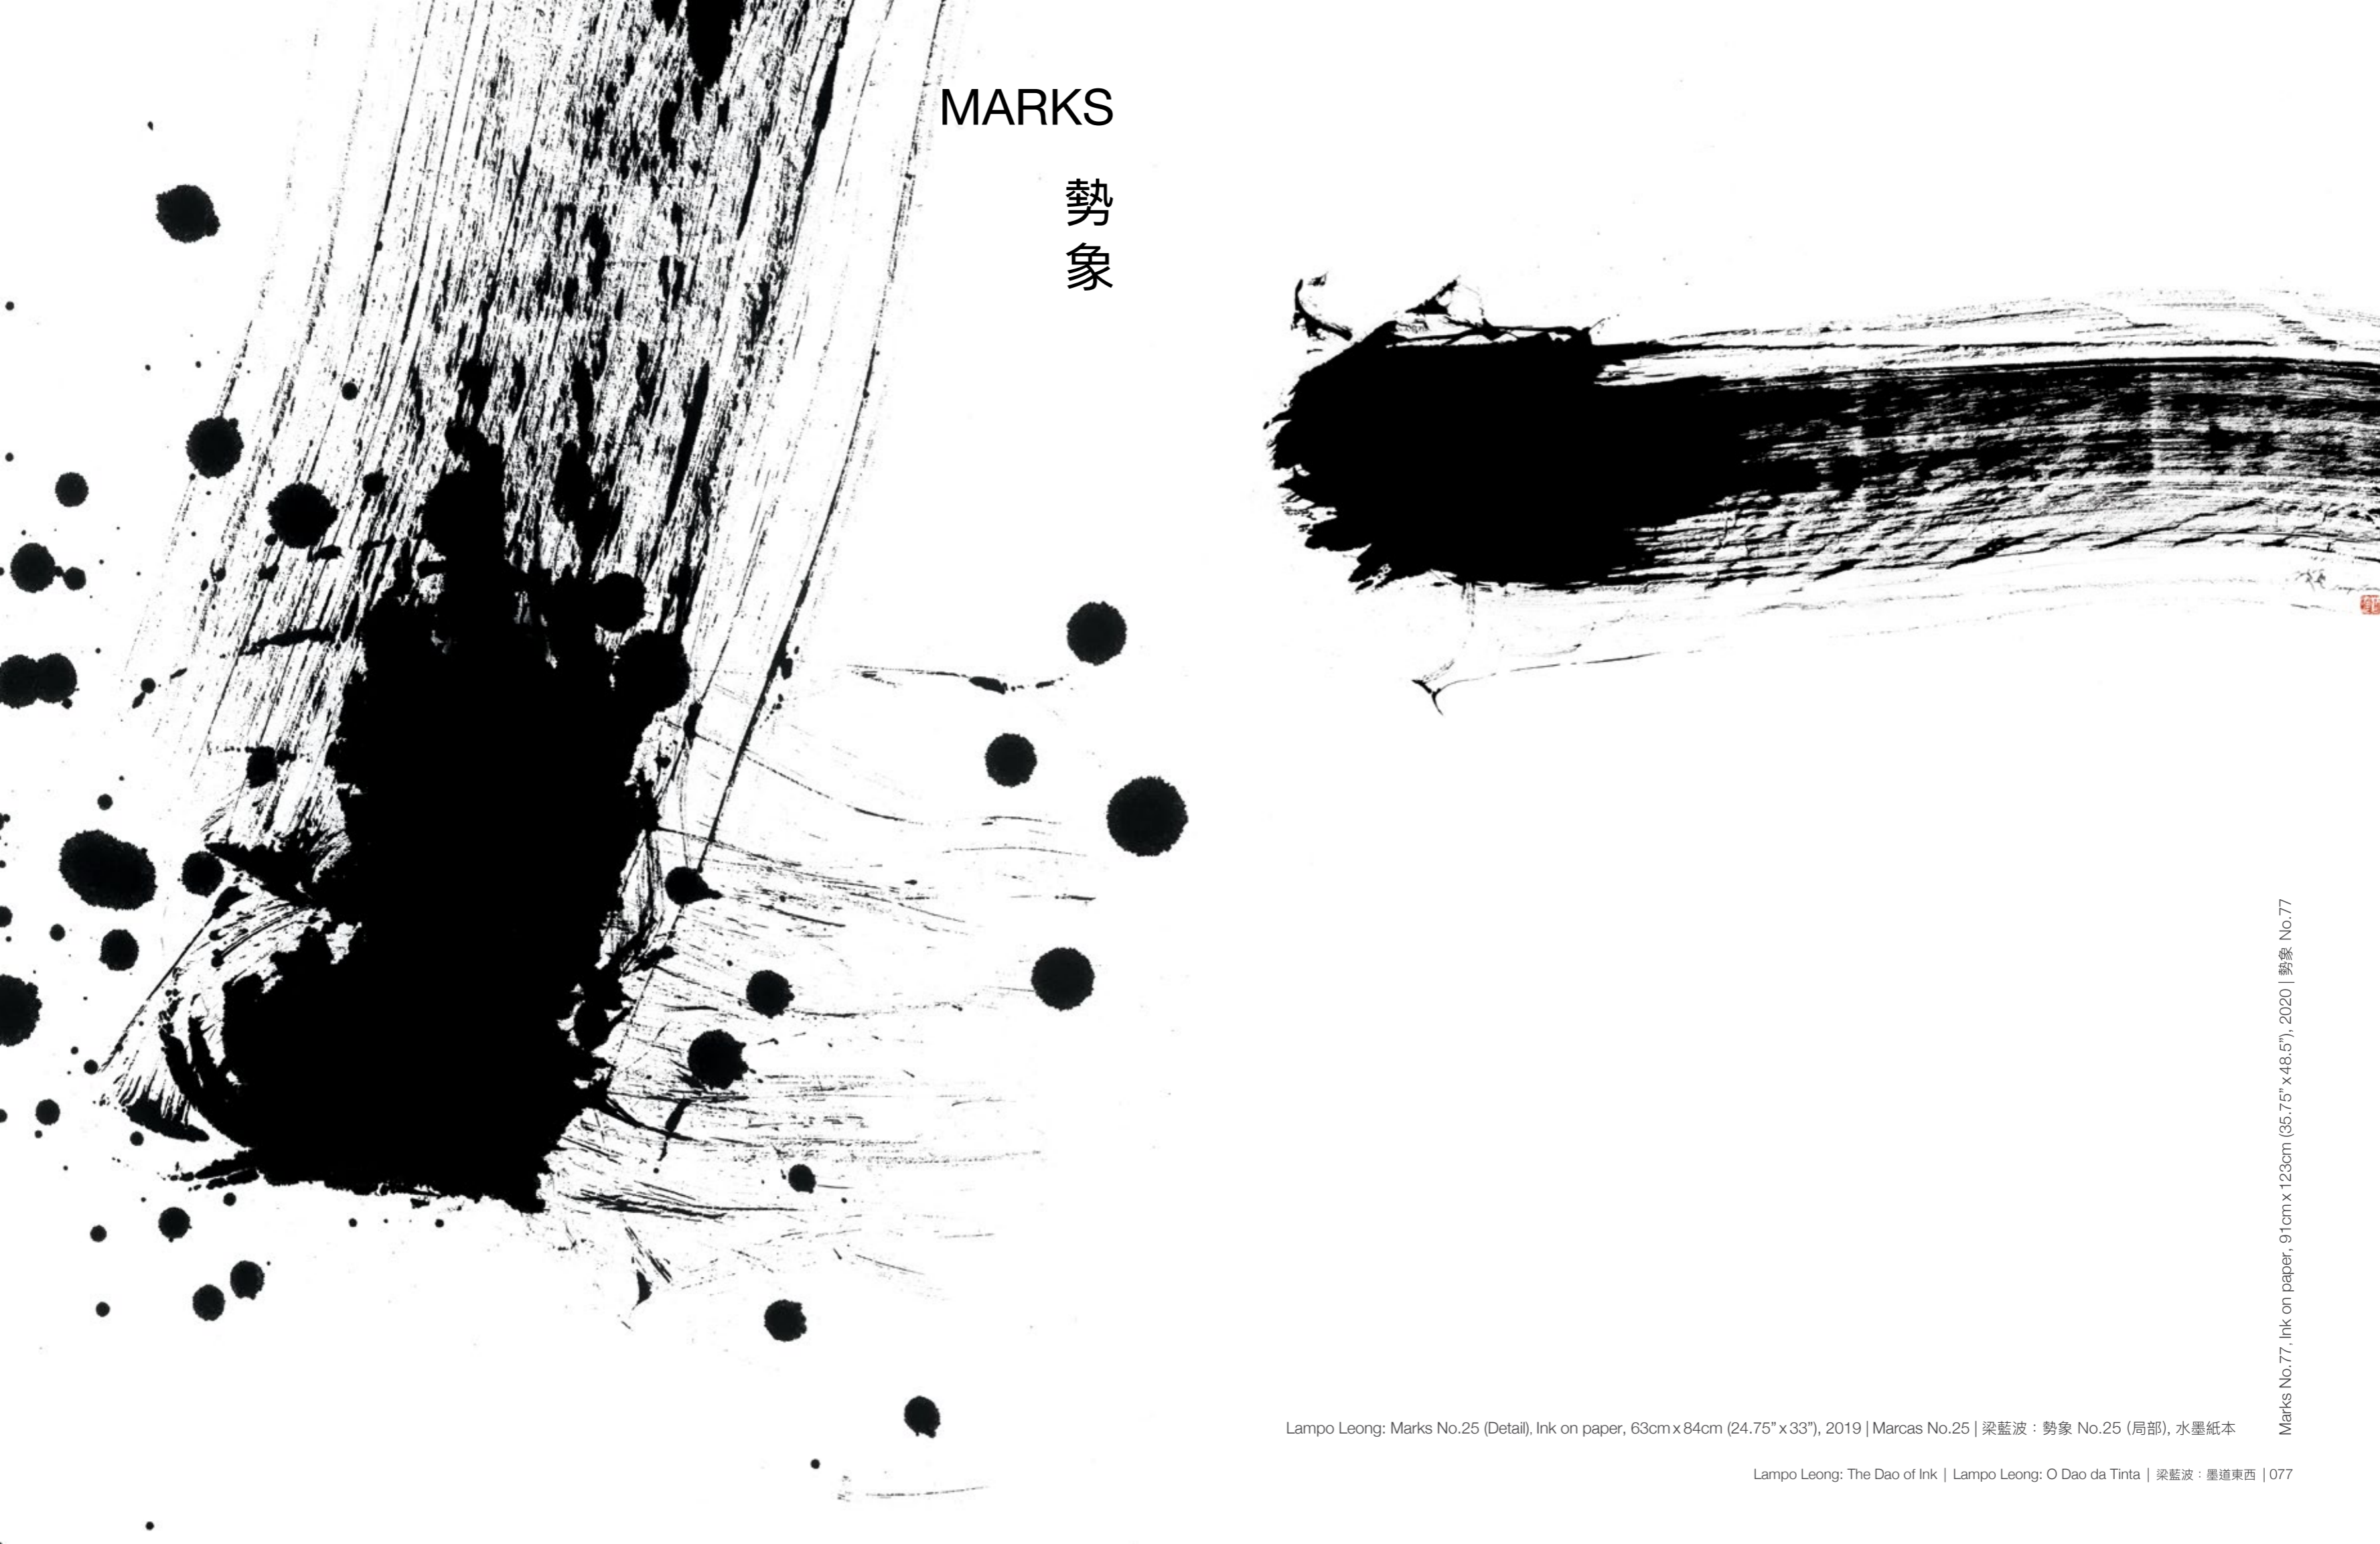 MARKS
勢
象
Marks No.77, Ink on paper, 91cm x 123cm (35.75” x 48.5”), 2020 | 勢象 No.77
Lampo Leong: Marks No.25 (Detail), Ink on paper, 63cm x 84cm (24.75” x 33”), 2019 | Marcas No.25 | 梁藍波：勢象 No.25 (局部), 水墨紙本
Lampo Leong: The Dao of Ink | Lampo Leong: O Dao da Tinta | 梁藍波：墨道東西 | 077